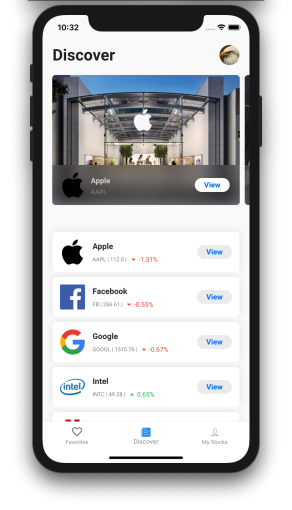 10:32
Discover
Apple
AAPL
View
Apple
AAPL | 112.0 | -1.31%
View
Facebook
FB | 266.61 | -0.55%
View
Google
GOOGL | 1515.76 | -0.67%
View
intel
Intel
INTC | 49.28 | 0.65%
View
Favorites
Discover
My Stocks